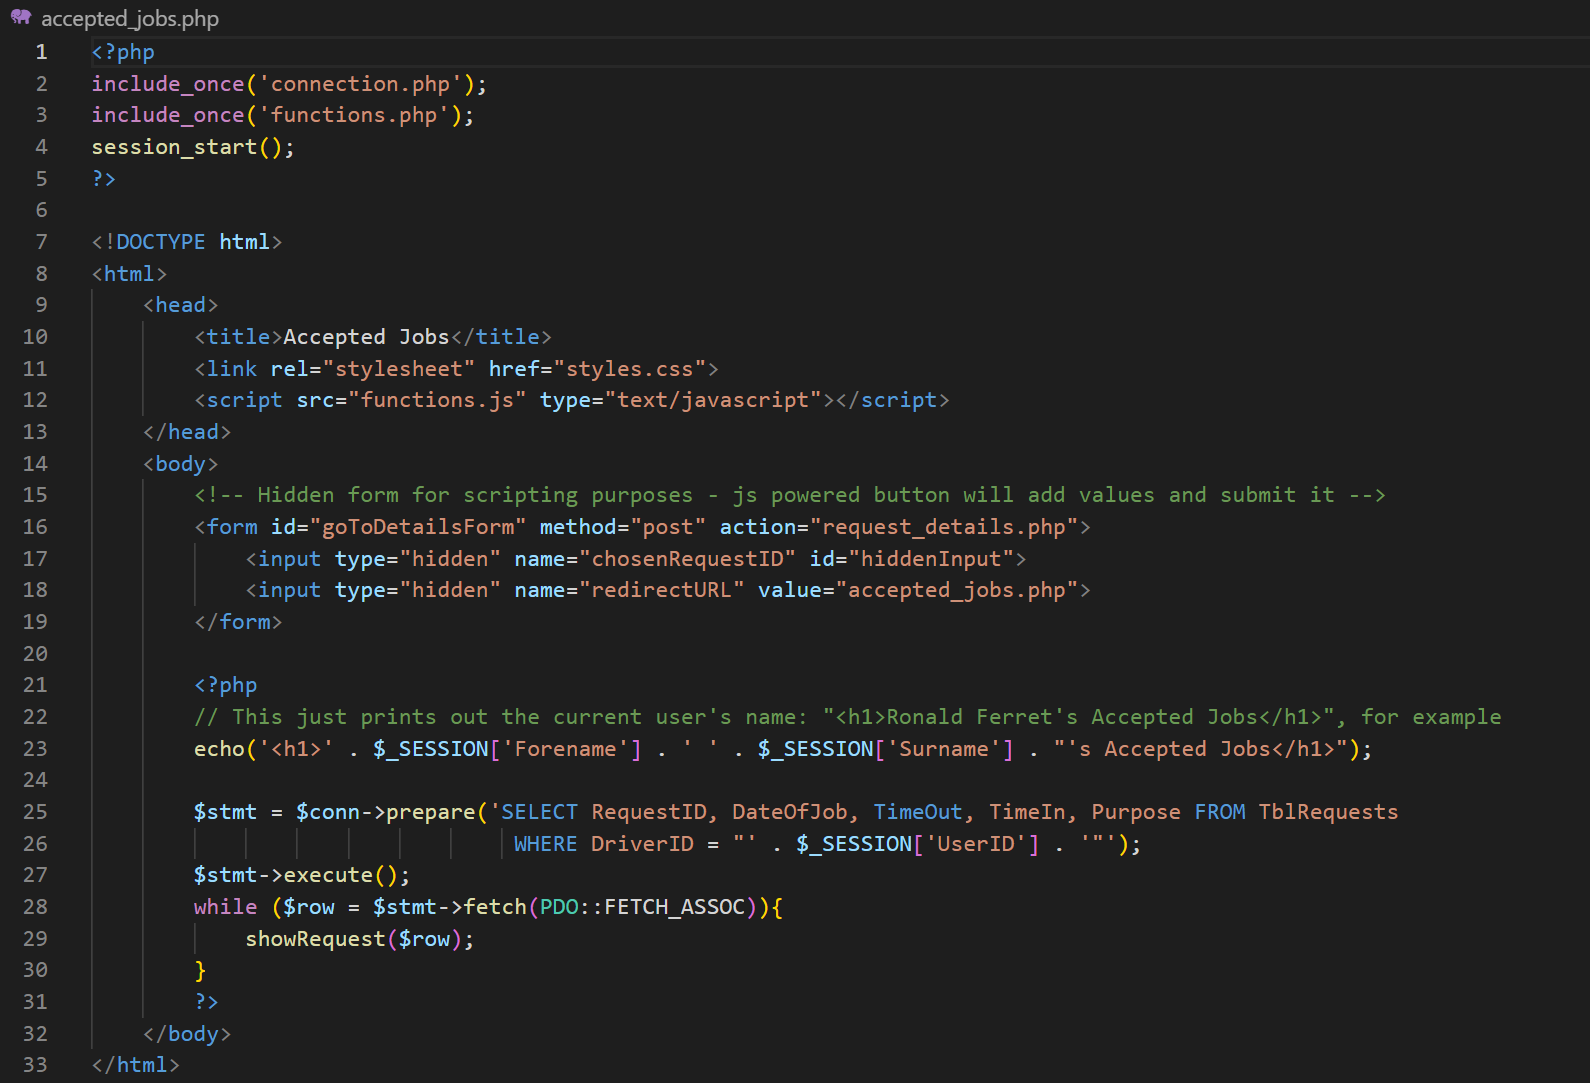 accepted_jobs.php
1 <?php
2 include_once('connection.php');
3 include_once('functions.php');
4 session_start();
5 ?>
6
7 <!DOCTYPE html>
8 <html>
9     <head>
10         <title>Accepted Jobs</title>
11         <link rel="stylesheet" href="styles.css">
12         <script src="functions.js" type="text/javascript"></script>
13     </head>
14     <body>
15         <!-- Hidden form for scripting purposes - js powered button will add values and submit it -->
16         <form id="goToDetailsForm" method="post" action="request_details.php">
17             <input type="hidden" name="chosenRequestID" id="hiddenInput">
18             <input type="hidden" name="redirectURL" value="accepted_jobs.php">
19         </form>
20
21         <?php
22         // This just prints out the current user's name: "<h1>Ronald Ferret's Accepted Jobs</h1>", for example
23         echo('<h1>' . $_SESSION['Forename'] . ' ' . $_SESSION['Surname'] . "'s Accepted Jobs</h1>");
24
25         $stmt = $conn->prepare('SELECT RequestID, DateOfJob, TimeOut, TimeIn, Purpose FROM TblRequests
26                                  WHERE DriverID = "' . $_SESSION['UserID'] . '"');
27         $stmt->execute();
28         while ($row = $stmt->fetch(PDO::FETCH_ASSOC)){
29             showRequest($row);
30         }
31         ?>
32     </body>
33 </html>